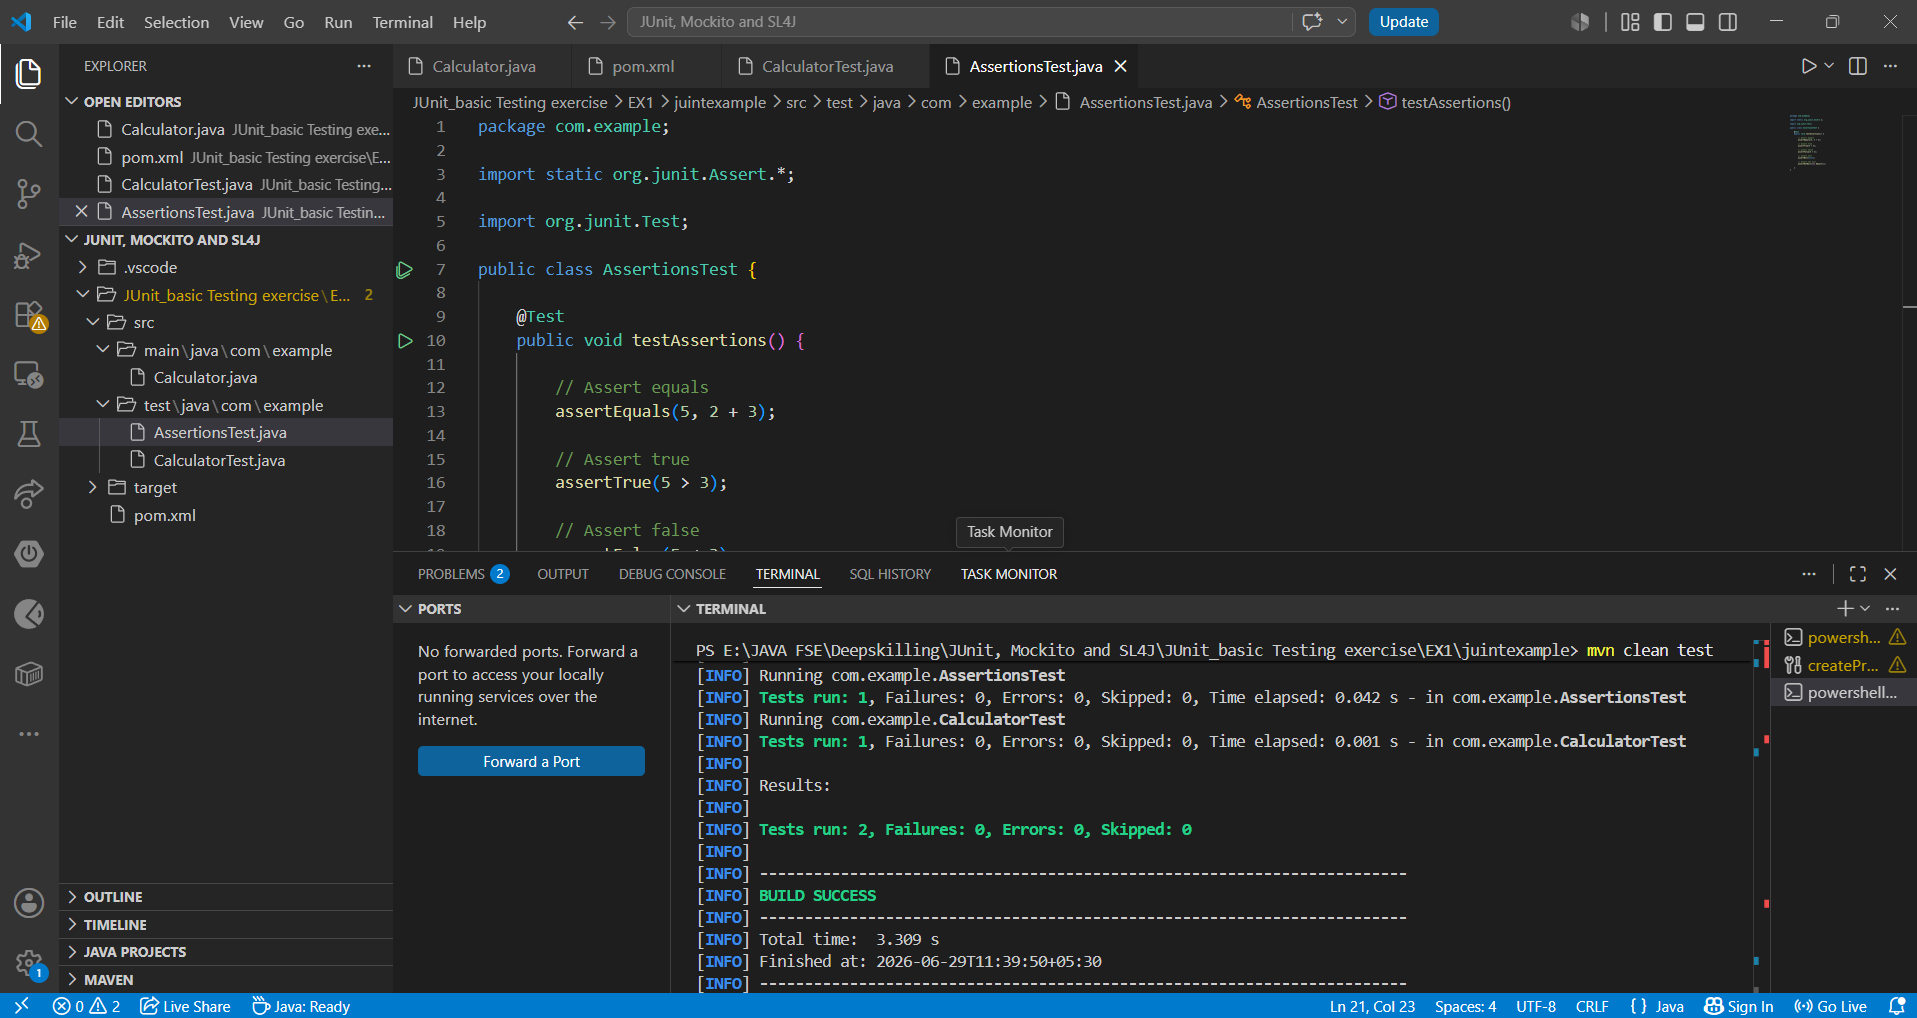 File Edit Selection View Go Run Terminal Help
JUnit, Mockito and SL4J
Update
EXPLORER
OPEN EDITORS
Calculator.java JUnit_basic Testing exe...
pom.xml JUnit_basic Testing exercise\E...
CalculatorTest.java JUnit_basic Testing...
AssertionsTest.java JUnit_basic Testin...
JUNIT, MOCKITO AND SL4J
.vscode
JUnit_basic Testing exercise\E... 2
src
main\java\com\example
Calculator.java
test\java\com\example
AssertionsTest.java
CalculatorTest.java
target
pom.xml
OUTLINE
TIMELINE
JAVA PROJECTS
MAVEN
1
Calculator.java pom.xml CalculatorTest.java AssertionsTest.java
JUnit_basic Testing exercise > EX1 > juintexample > src > test > java > com > example > AssertionsTest.java > AssertionsTest > testAssertions()
1 package com.example;
2
3 import static org.junit.Assert.*;
4
5 import org.junit.Test;
6
7 public class AssertionsTest {
8
9 @Test
10 public void testAssertions() {
11
12 // Assert equals
13 assertEquals(5, 2 + 3);
14
15 // Assert true
16 assertTrue(5 > 3);
17
18 // Assert false
Task Monitor
PROBLEMS 2 OUTPUT DEBUG CONSOLE TERMINAL SQL HISTORY TASK MONITOR
PORTS
No forwarded ports. Forward a
port to access your locally
running services over the
internet.
Forward a Port
TERMINAL
PS E:\JAVA FSE\Deepskilling\JUnit, Mockito and SL4J\JUnit_basic Testing exercise\EX1\juintexample> mvn clean test
[INFO] Running com.example.AssertionsTest
[INFO] Tests run: 1, Failures: 0, Errors: 0, Skipped: 0, Time elapsed: 0.042 s - in com.example.AssertionsTest
[INFO] Running com.example.CalculatorTest
[INFO] Tests run: 1, Failures: 0, Errors: 0, Skipped: 0, Time elapsed: 0.001 s - in com.example.CalculatorTest
[INFO]
[INFO] Results:
[INFO]
[INFO] Tests run: 2, Failures: 0, Errors: 0, Skipped: 0
[INFO]
[INFO] ------------------------------------------------------------------------
[INFO] BUILD SUCCESS
[INFO] ------------------------------------------------------------------------
[INFO] Total time:  3.309 s
[INFO] Finished at: 2026-06-29T11:39:50+05:30
[INFO] ------------------------------------------------------------------------
powersh...
createPr...
powershell...
0 2 Live Share Java: Ready
Ln 21, Col 23 Spaces: 4 UTF-8 CRLF {} Java Sign In Go Live